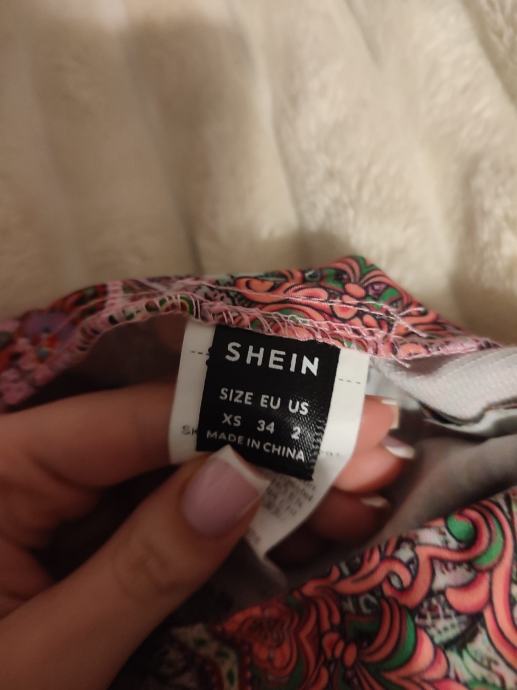 SHEIN
SIZE EU US
XS 34 2
MADE IN CHINA